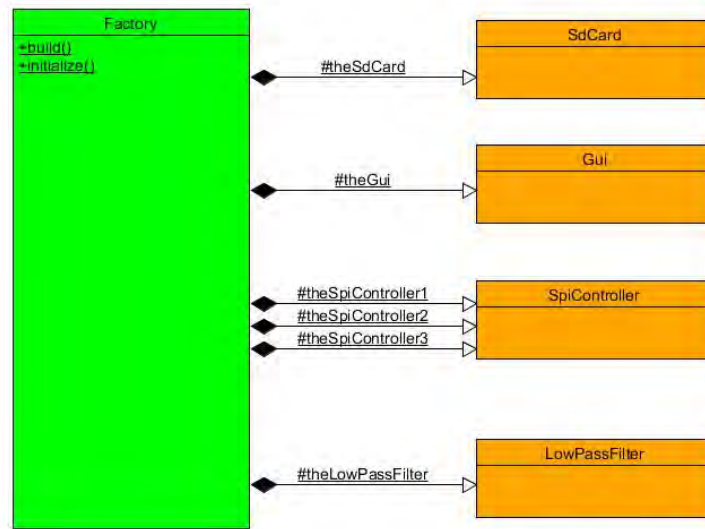 Factory
+build()
+initialize()
#theSdCard
SdCard
#theGui
Gui
#theSpiController1
#theSpiController2
#theSpiController3
SpiController
#theLowPassFilter
LowPassFilter